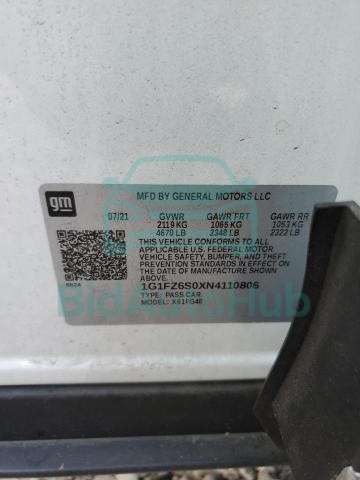 gm
MFD BY GENERAL MOTORS LLC
07/21 GVWR GAWR FRT GAWR RR
2119 KG 1065 KG 1053 KG
4670 LB 2348 LB 2322 LB
THIS VEHICLE CONFORMS TO ALL
APPLICABLE U.S. FEDERAL MOTOR
VEHICLE SAFETY, BUMPER, AND THEFT
PREVENTION STANDARDS IN EFFECT
ON THE DATE OF MANUFACTURE
SHOWN ABOVE.
1G1FZ6S0XN4110806
TYPE: PASS CAR
BidAutoHub